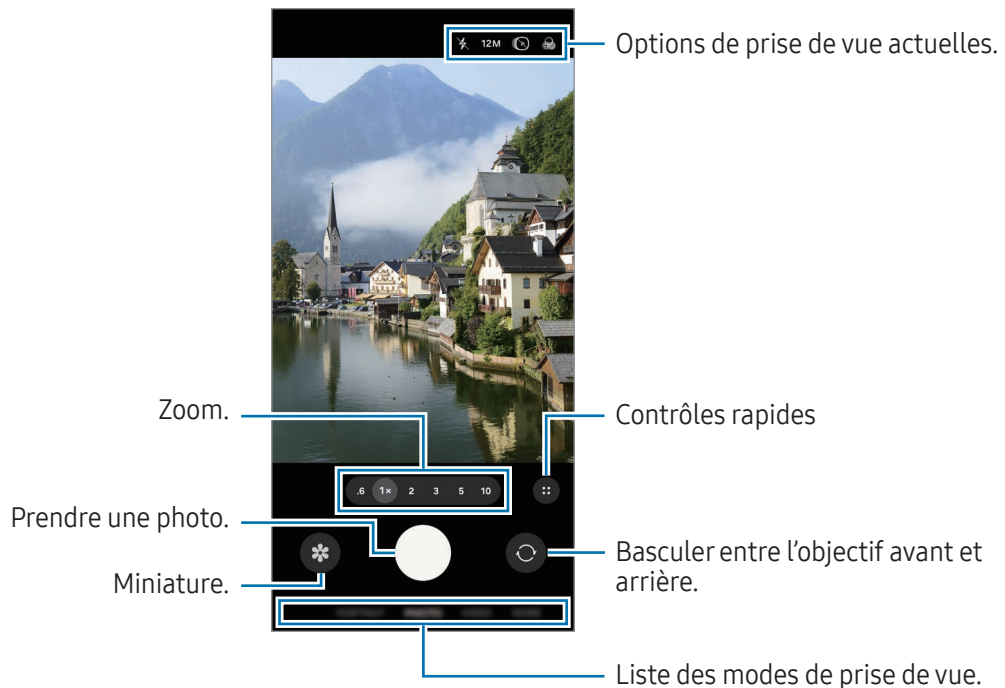 12M
Options de prise de vue actuelles.
Zoom.
Contrôles rapides
.6 1× 2 3 5 10
Prendre une photo.
Basculer entre l’objectif avant et
arrière.
Miniature.
Liste des modes de prise de vue.